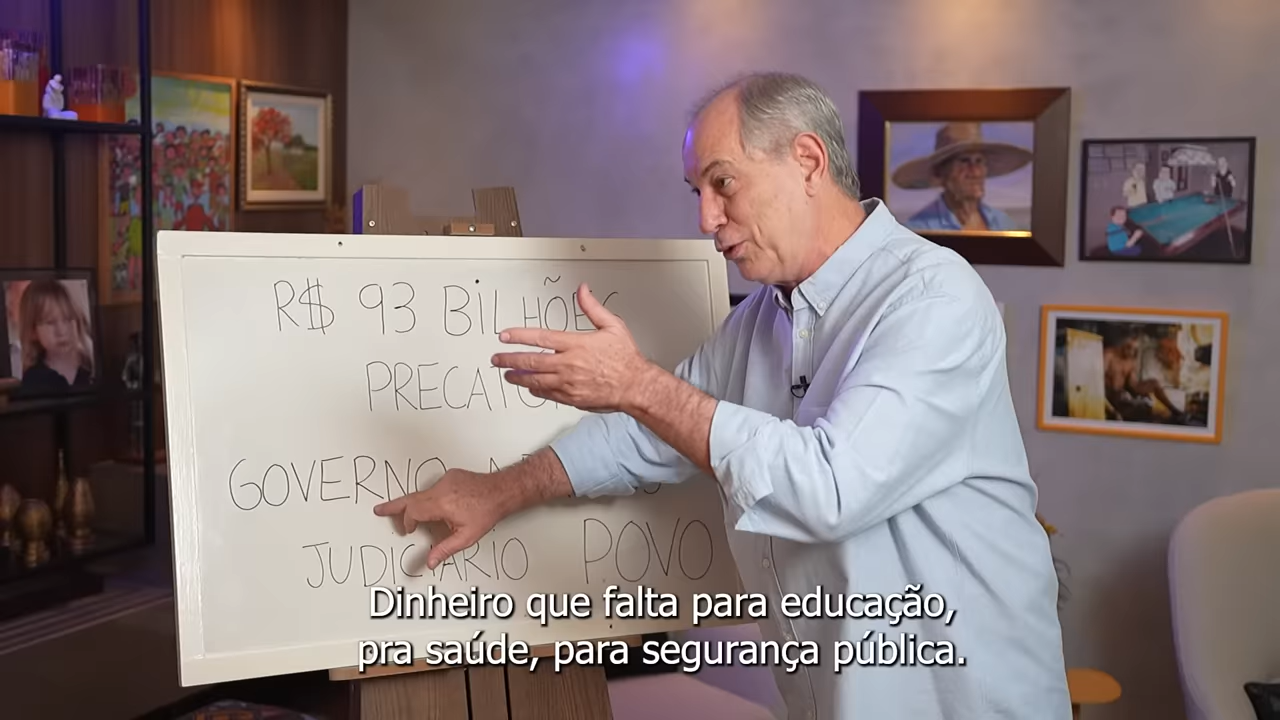 R$ 93 BILHÕES
GOVERNO
JUDICIÁRIO POVO
Dinheiro que falta para educação,
pra saúde, para segurança pública.